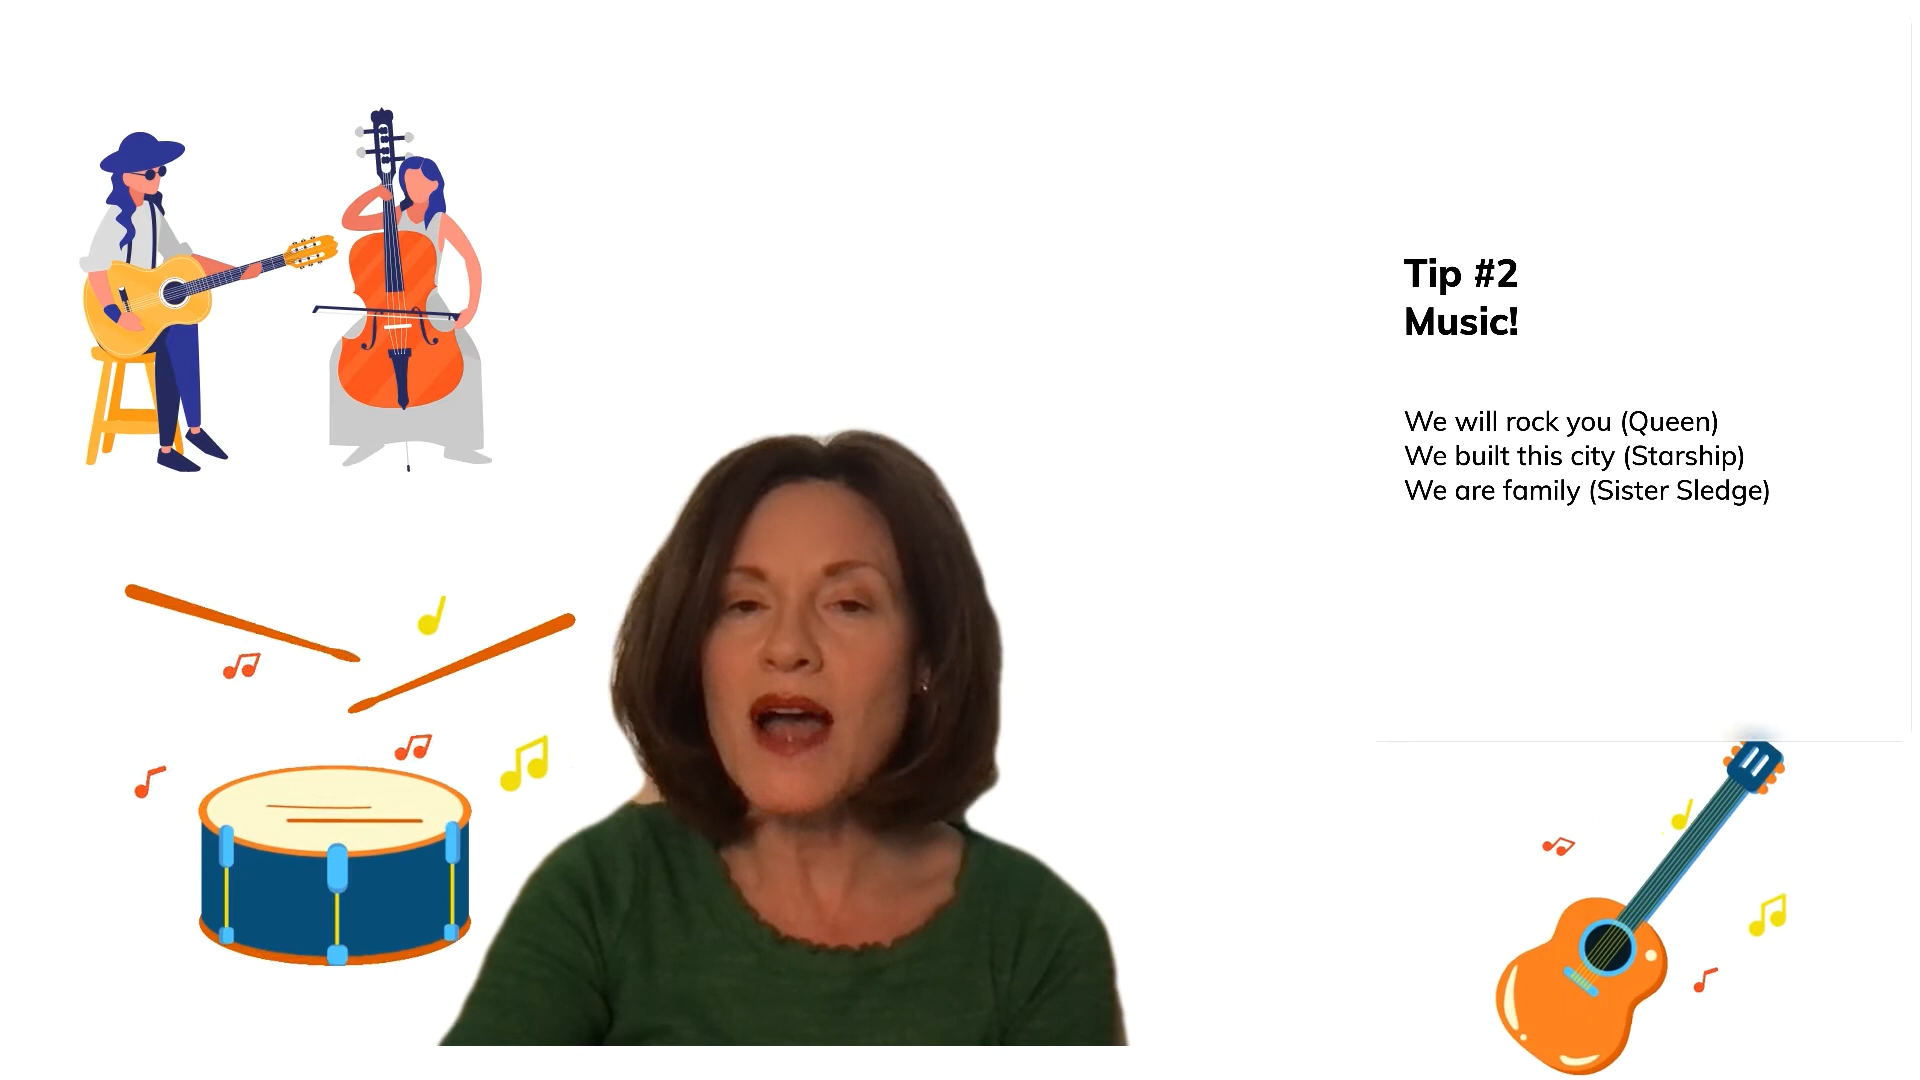 Tip #2
Music!
We will rock you (Queen)
We built this city (Starship)
We are family (Sister Sledge)